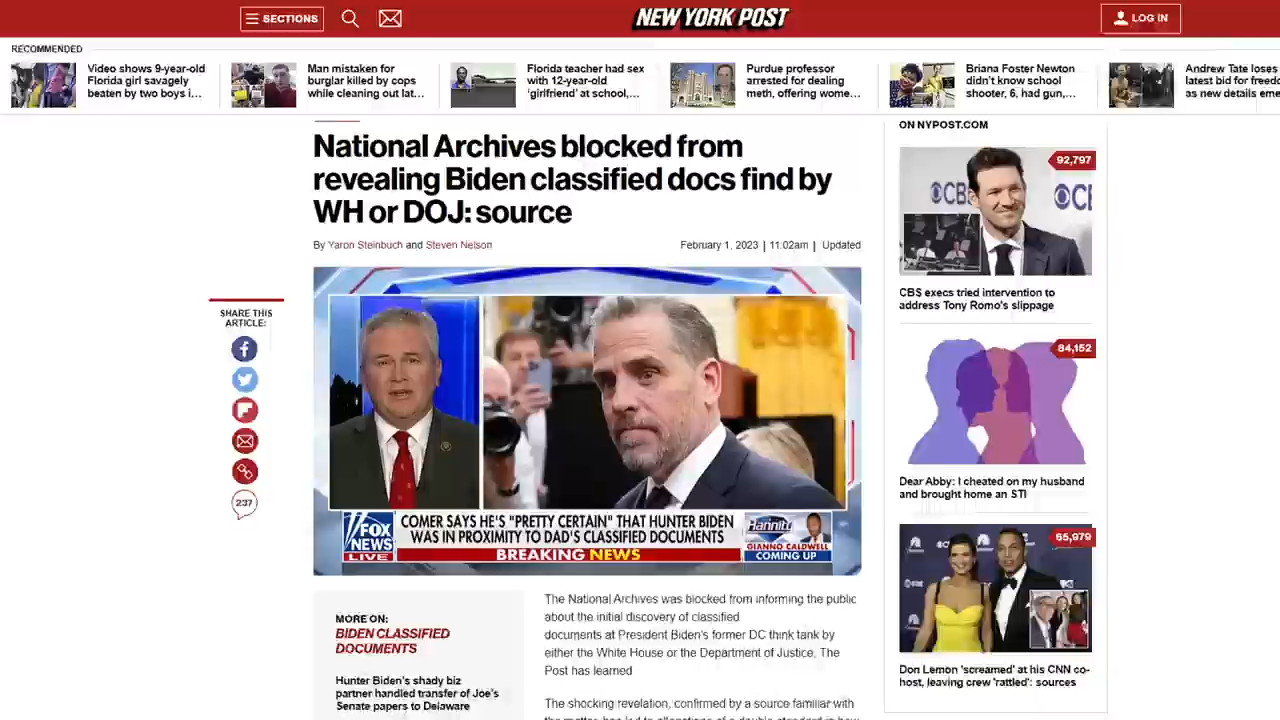 SECTIONS
NEW YORK POST
LOG IN
RECOMMENDED
Video shows 9-year-old
Florida girl savagely
beaten by two boys i...
Man mistaken for
burglar killed by cops
while cleaning out lat...
Florida teacher had sex
with 12-year-old
'girlfriend' at school,...
Purdue professor
arrested for dealing
meth, offering wome...
Briana Foster Newton
didn't know school
shooter, 6, had gun,...
Andrew Tate loses
latest bid for freed
as new details eme
National Archives blocked from
revealing Biden classified docs find by
WH or DOJ: source
By Yaron Steinbuch and Steven Nelson
February 1, 2023 | 11:02am | Updated
SHARE THIS
ARTICLE:
237
FOX
NEWS
LIVE
COMER SAYS HE'S "PRETTY CERTAIN" THAT HUNTER BIDEN
WAS IN PROXIMITY TO DAD'S CLASSIFIED DOCUMENTS
BREAKING NEWS
Hannity
GIANNO CALDWELL
COMING UP
MORE ON:
BIDEN CLASSIFIED
DOCUMENTS
Hunter Biden's shady biz
partner handled transfer of Joe's
Senate papers to Delaware
The National Archives was blocked from informing the public
about the initial discovery of classified
documents at President Biden's former DC think tank by
either the White House or the Department of Justice, The
Post has learned
The shocking revelation, confirmed by a source familiar with
ON NYPOST.COM
92,797
CBS
CBS execs tried intervention to
address Tony Romo's slippage
84,152
Dear Abby: I cheated on my husband
and brought home an STI
65,979
Don Lemon 'screamed' at his CNN co-
host, leaving crew 'rattled': sources